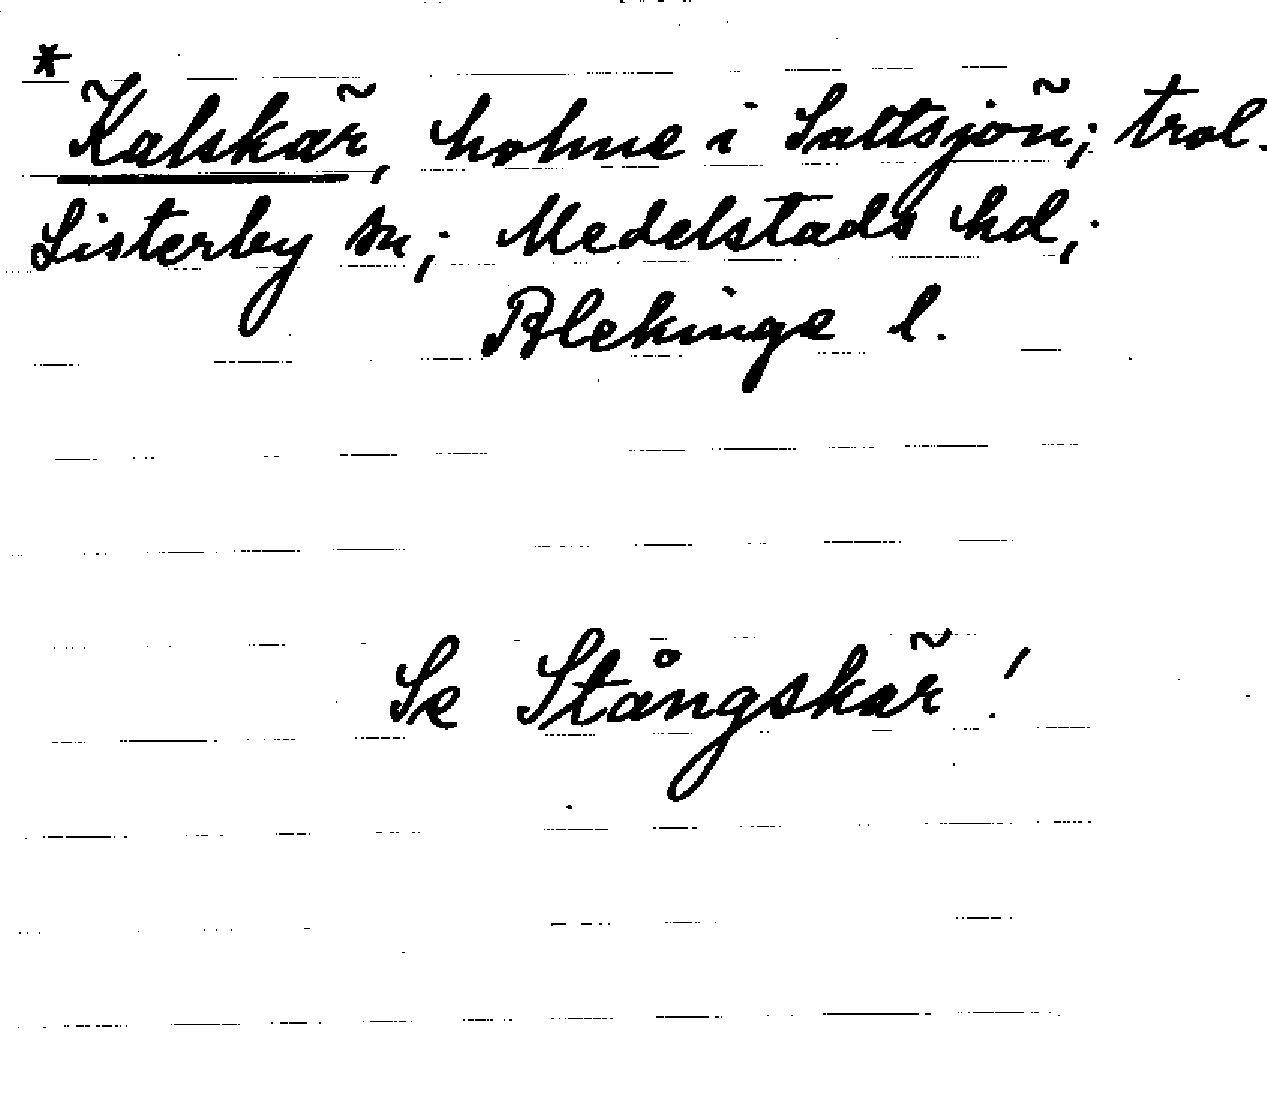 *
Kalskär, holme i Saltsjön; trol.
Listerby sn; Medelstads hd;
Blekinge l.
Se Stångskär!